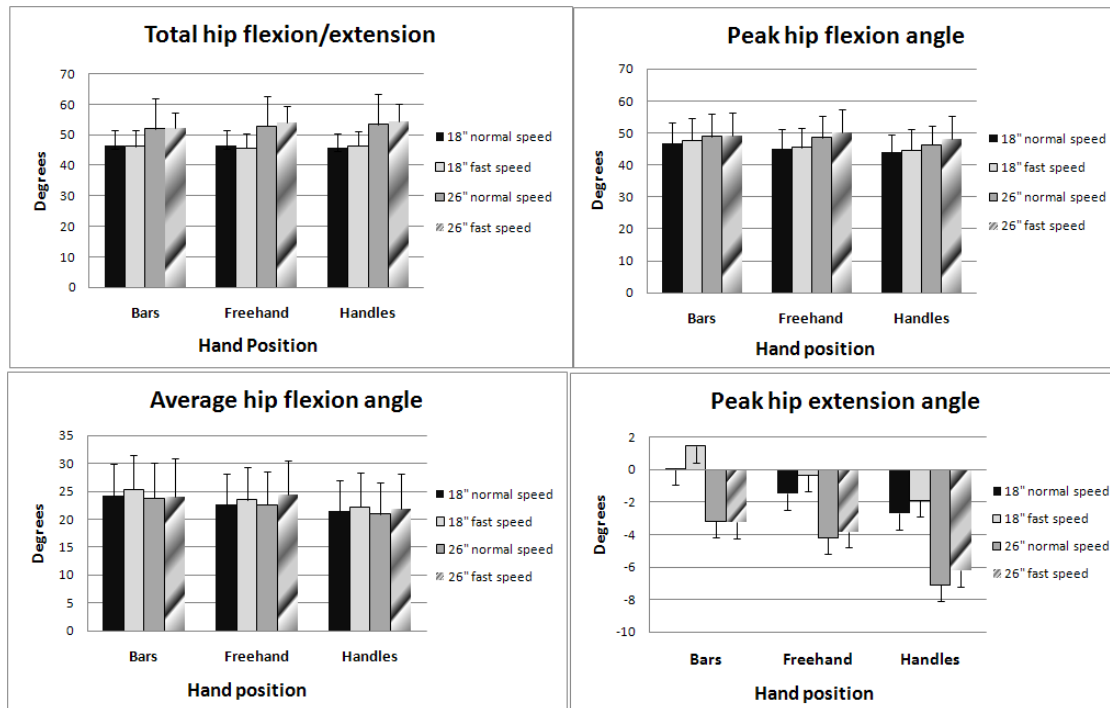 Total hip flexion/extension
Degrees
70
60
50
40
30
20
10
0
Bars Freehand Handles
Hand Position
18" normal speed
18" fast speed
26" normal speed
26" fast speed
Peak hip flexion angle
Degrees
70
60
50
40
30
20
10
0
Bars Freehand Handles
Hand position
18" normal speed
18" fast speed
26" normal speed
26" fast speed
Average hip flexion angle
Degrees
35
30
25
20
15
10
5
0
Bars Freehand Handles
Hand position
18" normal speed
18" fast speed
26" normal speed
26" fast speed
Peak hip extension angle
Degrees
2
0
-2
-4
-6
-8
-10
Bars Freehand Handles
Hand position
18" normal speed
18" fast speed
26" normal speed
26" fast speed